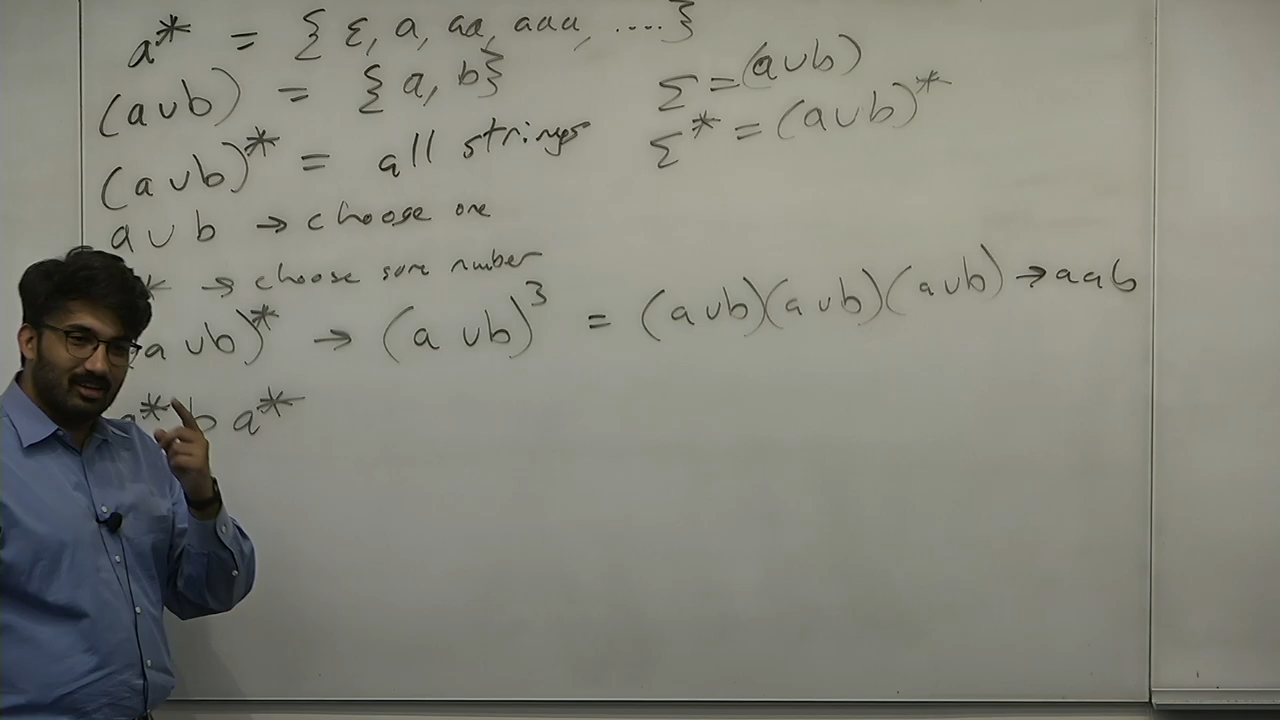 a* = {ε, a, aa, aaa, ....}
(a∪b) = {a, b}
Σ = (a∪b)
(a∪b)* = all strings
Σ* = (a∪b)*
a ∪ b → choose one
* → choose some number
a ∪b)* → (a ∪b)³ = (a∪b)(a∪b)(a∪b) → aab
a* b a*